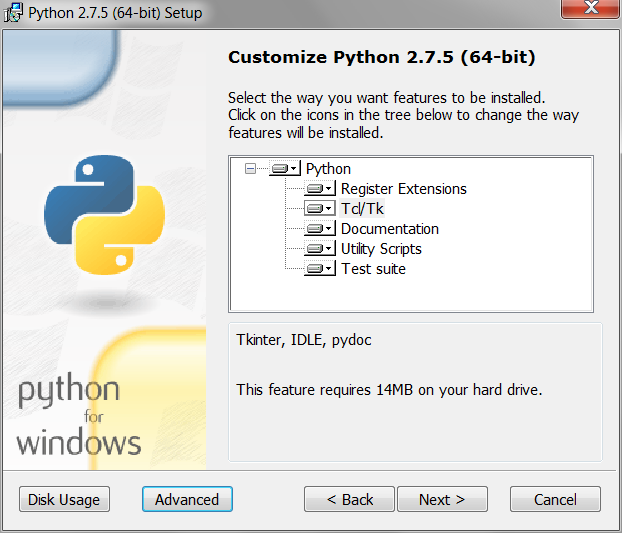 Python 2.7.5 (64-bit) Setup
Customize Python 2.7.5 (64-bit)
Select the way you want features to be installed.
Click on the icons in the tree below to change the way
features will be installed.
Python
Register Extensions
Tcl/Tk
Documentation
Utility Scripts
Test suite
Tkinter, IDLE, pydoc
This feature requires 14MB on your hard drive.
python
for
windows
Disk Usage
Advanced
< Back
Next >
Cancel